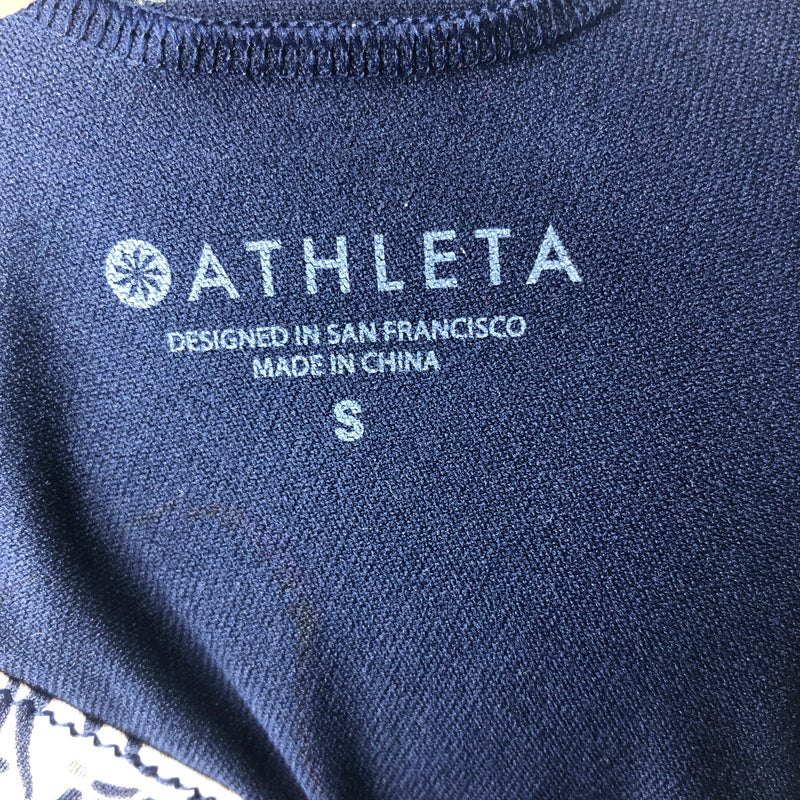 ATHLETA
DESIGNED IN SAN FRANCISCO
MADE IN CHINA
S